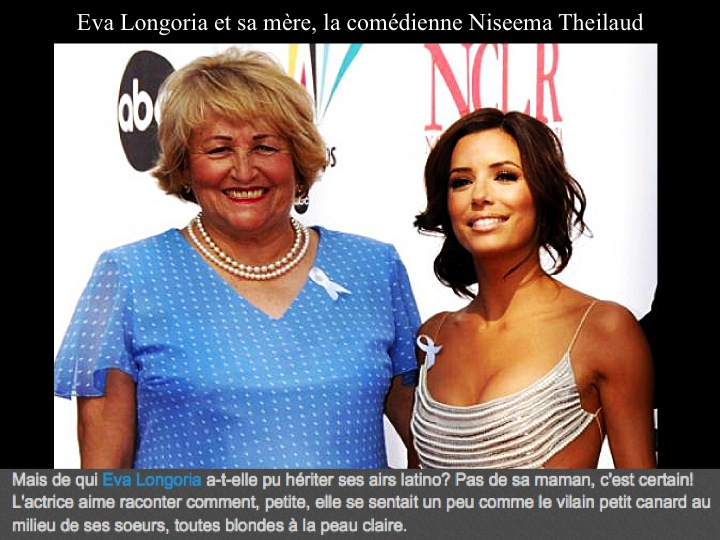 Eva Longoria et sa mère, la comédienne Niseema Theilaud
abc
NCLR
abc
Mais de qui Eva Longoria a-t-elle pu hériter ses airs latino? Pas de sa maman, c'est certain!
L'actrice aime raconter comment, petite, elle se sentait un peu comme le vilain petit canard au
milieu de ses soeurs, toutes blondes à la peau claire.